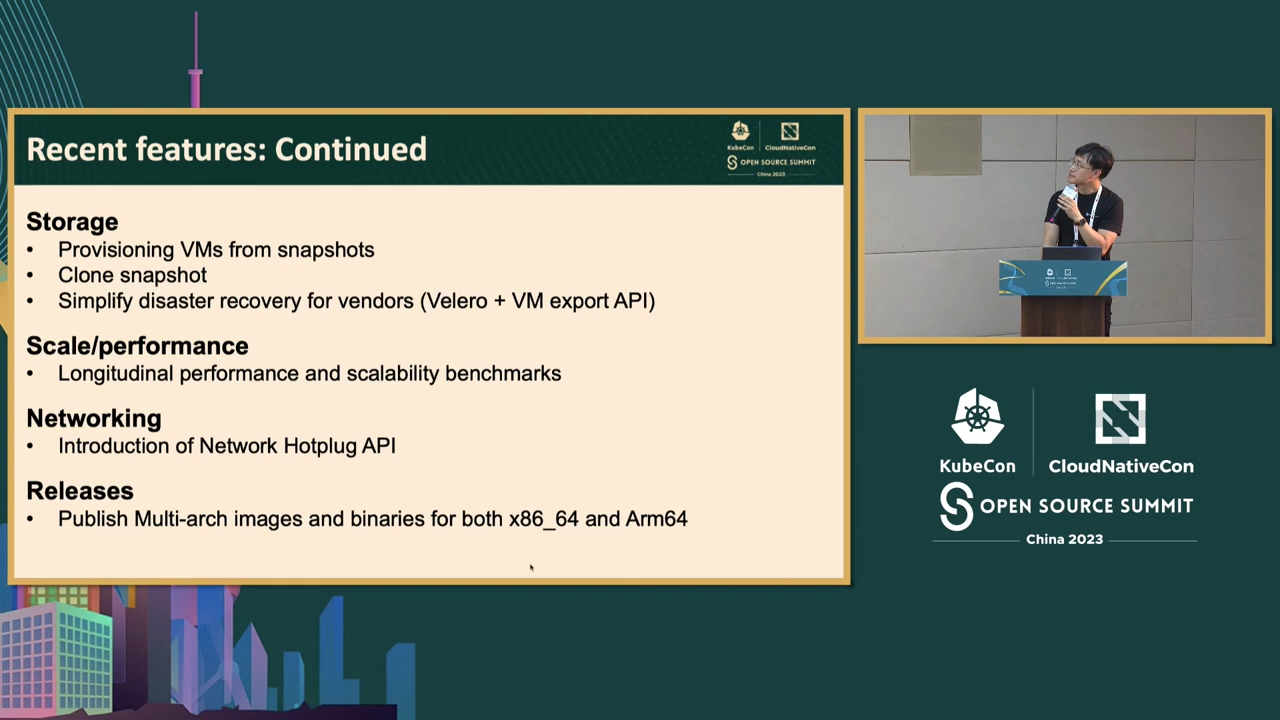 Recent features: Continued
KubeCon
CloudNativeCon
OPEN SOURCE SUMMIT
China 2023
Storage
• Provisioning VMs from snapshots
• Clone snapshot
• Simplify disaster recovery for vendors (Velero + VM export API)
Scale/performance
• Longitudinal performance and scalability benchmarks
Networking
• Introduction of Network Hotplug API
Releases
• Publish Multi-arch images and binaries for both x86_64 and Arm64
KubeCon
CloudNativeCon
OPEN SOURCE SUMMIT
China 2023